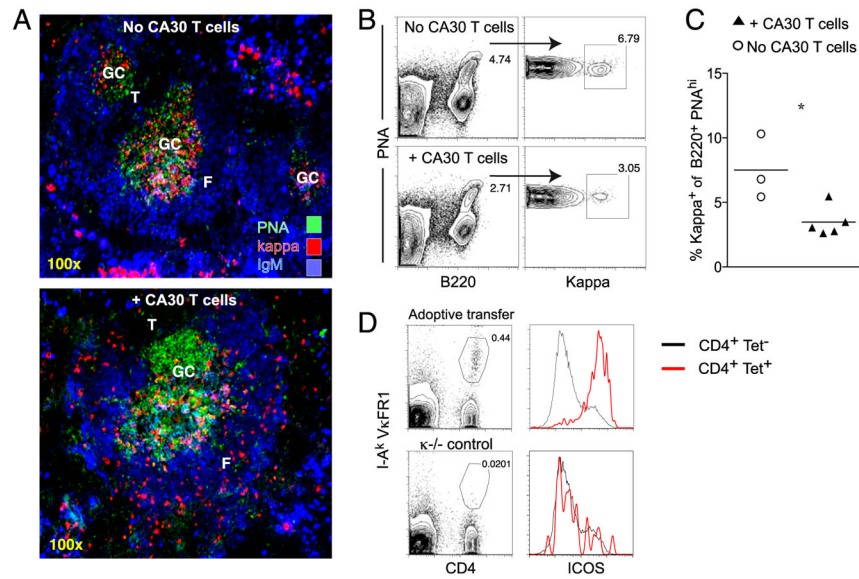 A
No CA30 T cells
GC
T
GC
GC
F
PNA
kappa
IgM
100x
+ CA30 T cells
T
GC
F
100x
B
No CA30 T cells
4.74
6.79
+ CA30 T cells
2.71
3.05
PNA
B220
Kappa
C
▲ + CA30 T cells
○ No CA30 T cells
% Kappa⁺ of B220⁺ PNAʰⁱ
15
10
5
0
*
D
Adoptive transfer
0.44
κ-/- control
0.0201
I-Aᵏ VκFR1
CD4
ICOS
CD4⁺ Tet⁻
CD4⁺ Tet⁺